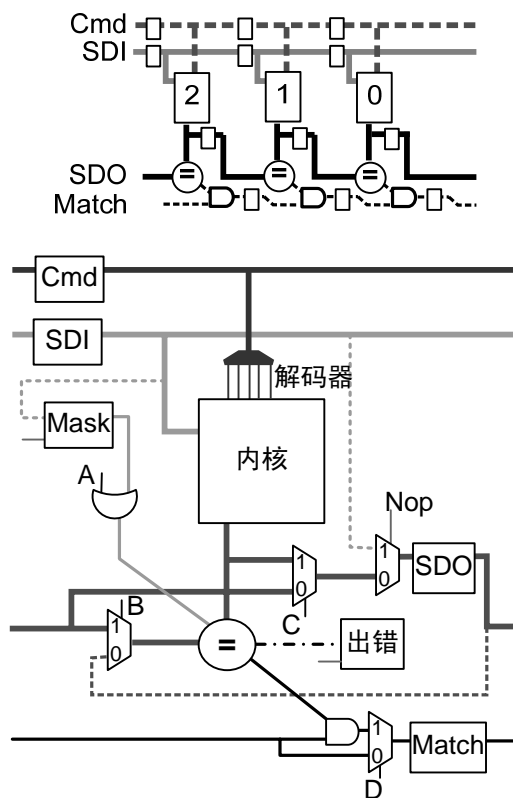 Cmd
SDI
2 1 0
= = =
SDO
Match
Cmd
SDI
解码器
Mask
内核
A
Nop
1
0
1
0
SDO
B
C
1
0
=
出错
1
0
Match
D